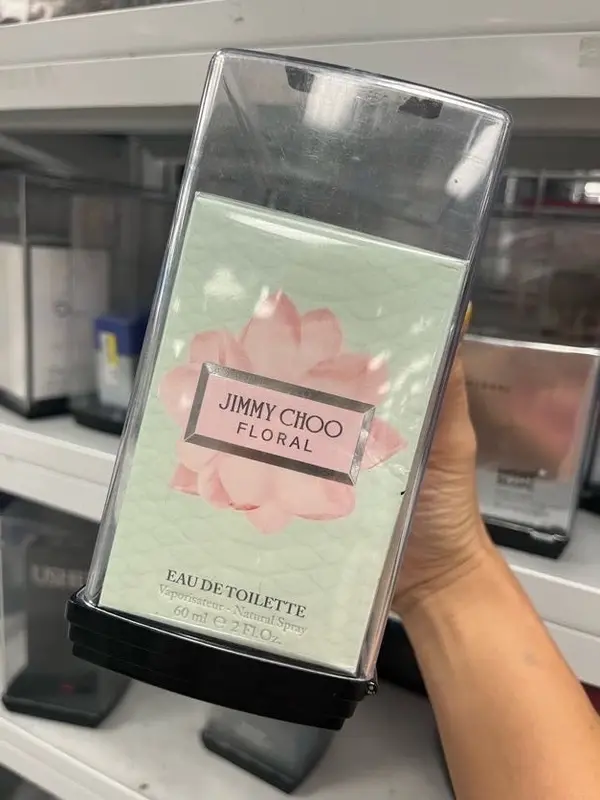 JIMMY CHOO
FLORAL
EAU DE TOILETTE
Vaporisateur - Natural Spray
60 ml ℮ 2 Fl.Oz.